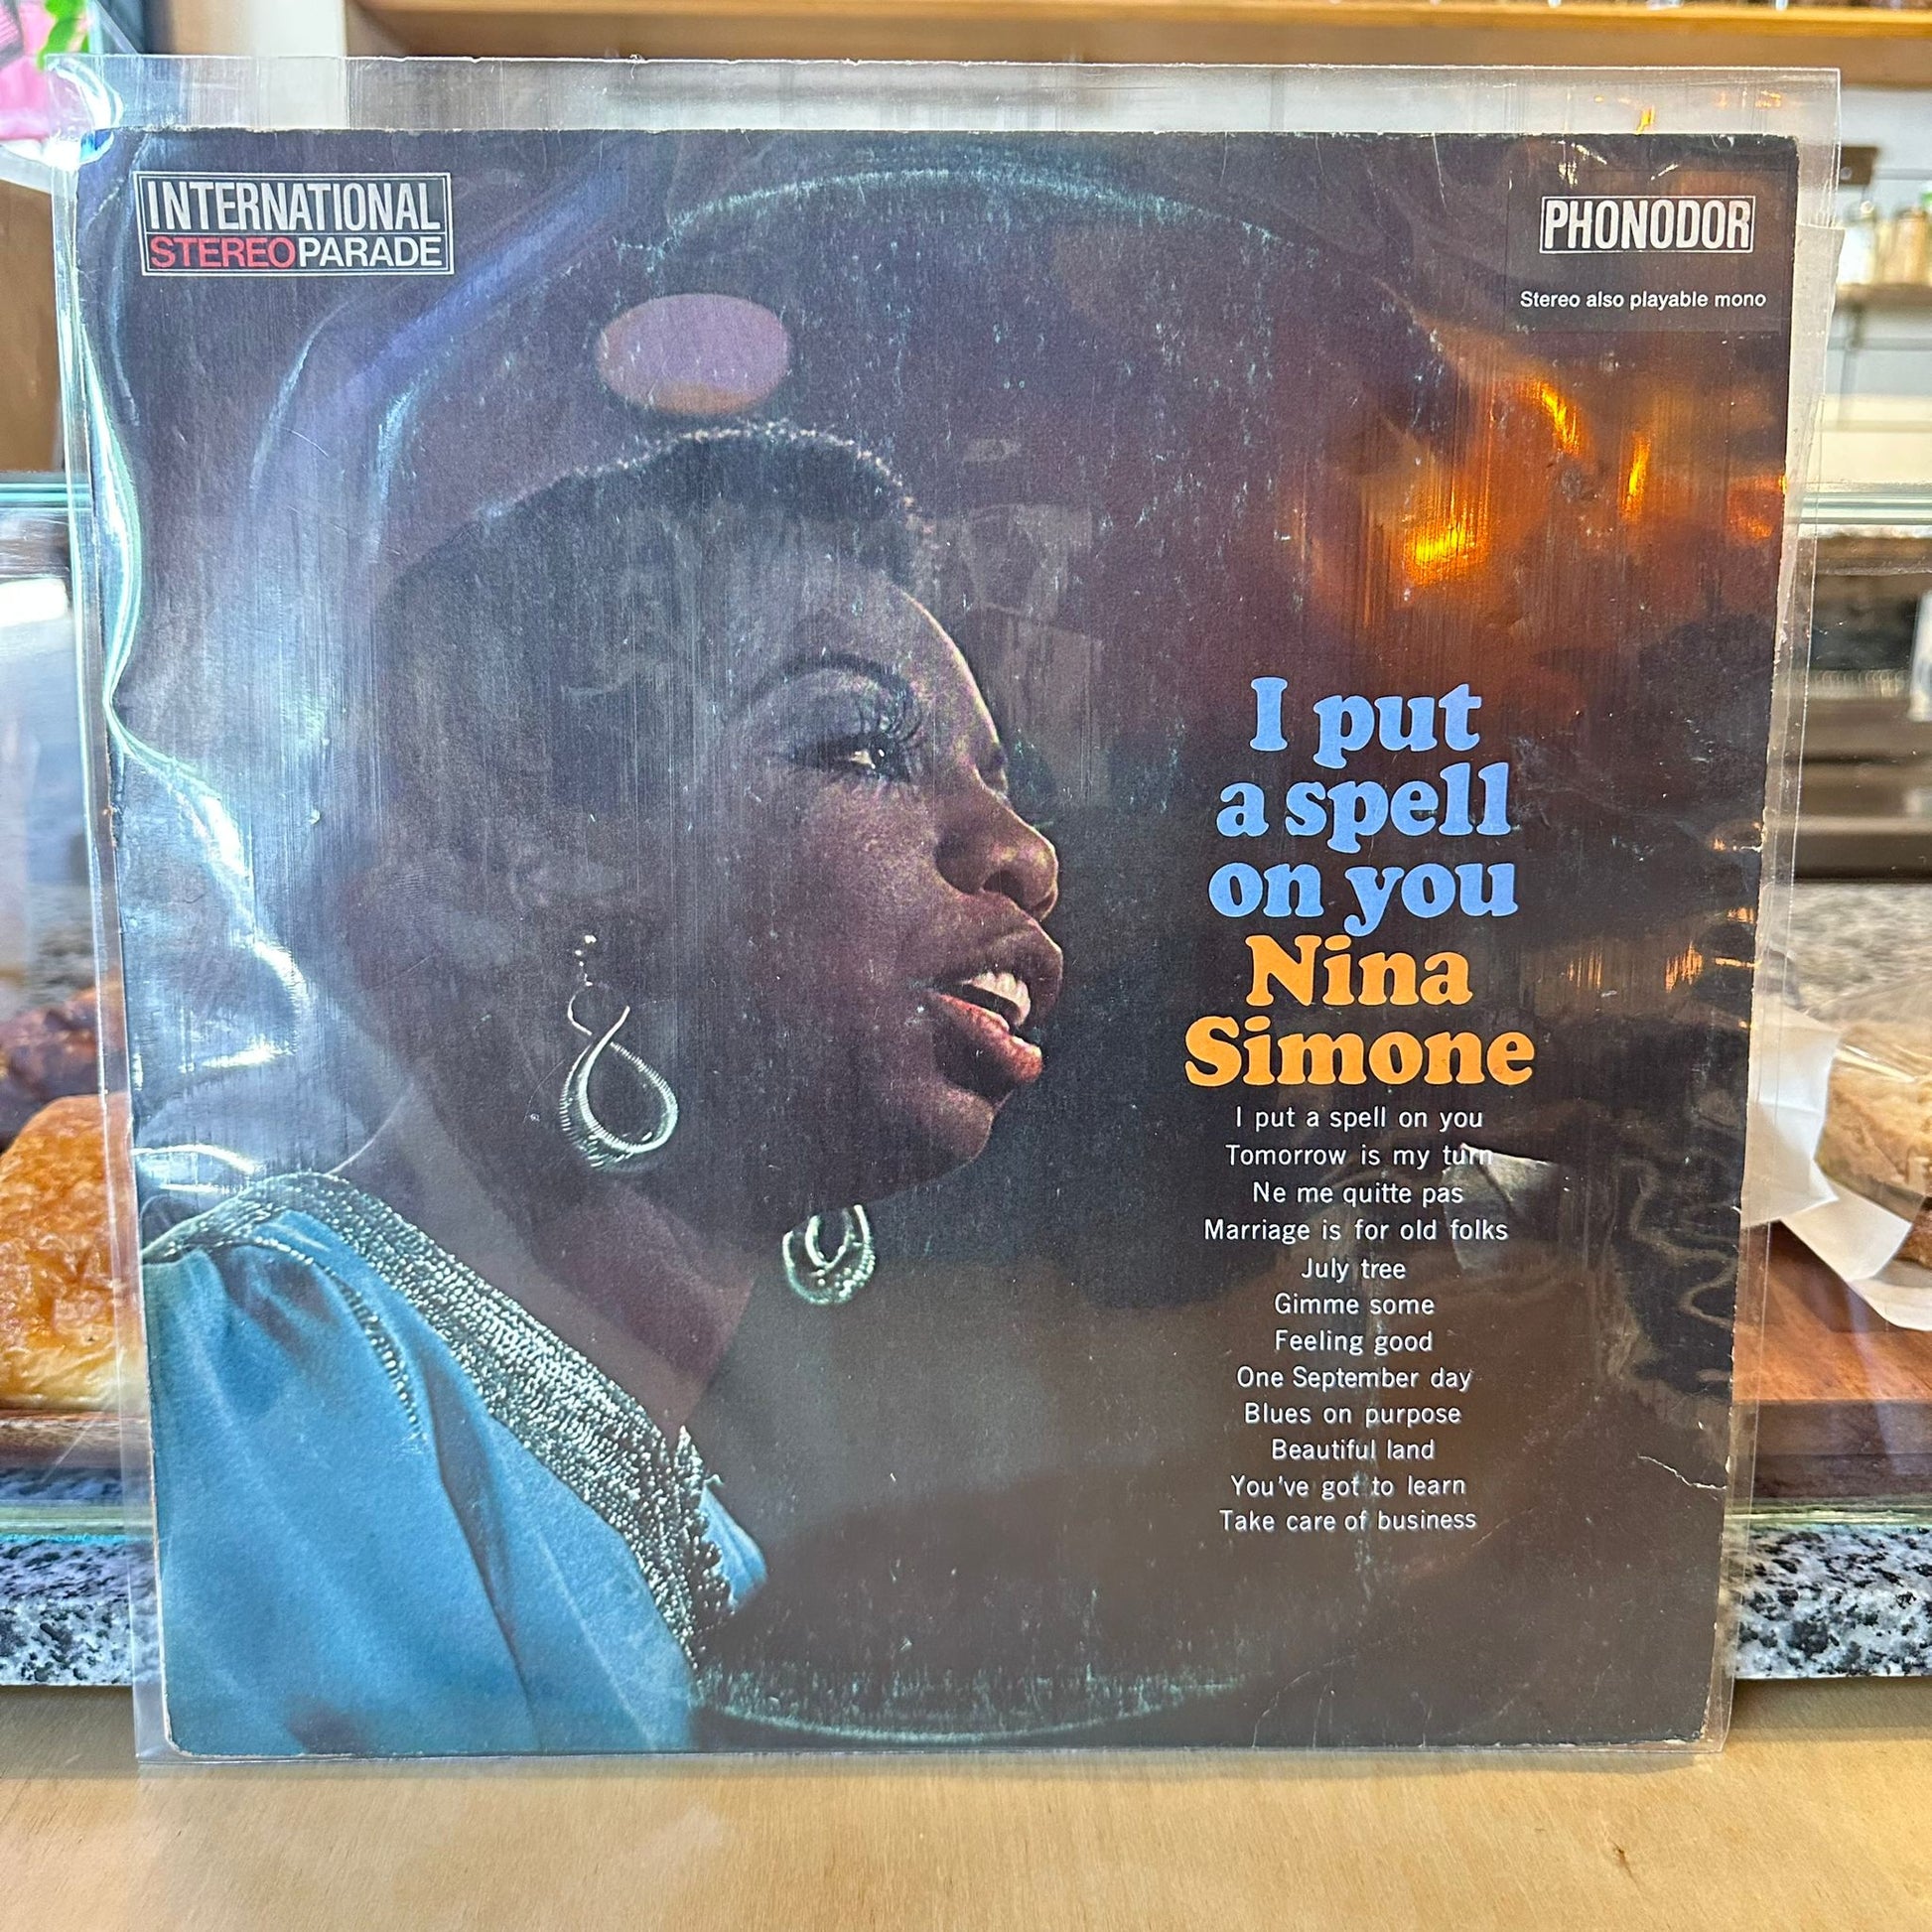 INTERNATIONAL
STEREOPARADE
PHONODOR
Stereo also playable mono
I put
a spell
on you
Nina
Simone
I put a spell on you
Tomorrow is my turn
Ne me quitte pas
Marriage is for old folks
July tree
Gimme some
Feeling good
One September day
Blues on purpose
Beautiful land
You've got to learn
Take care of business